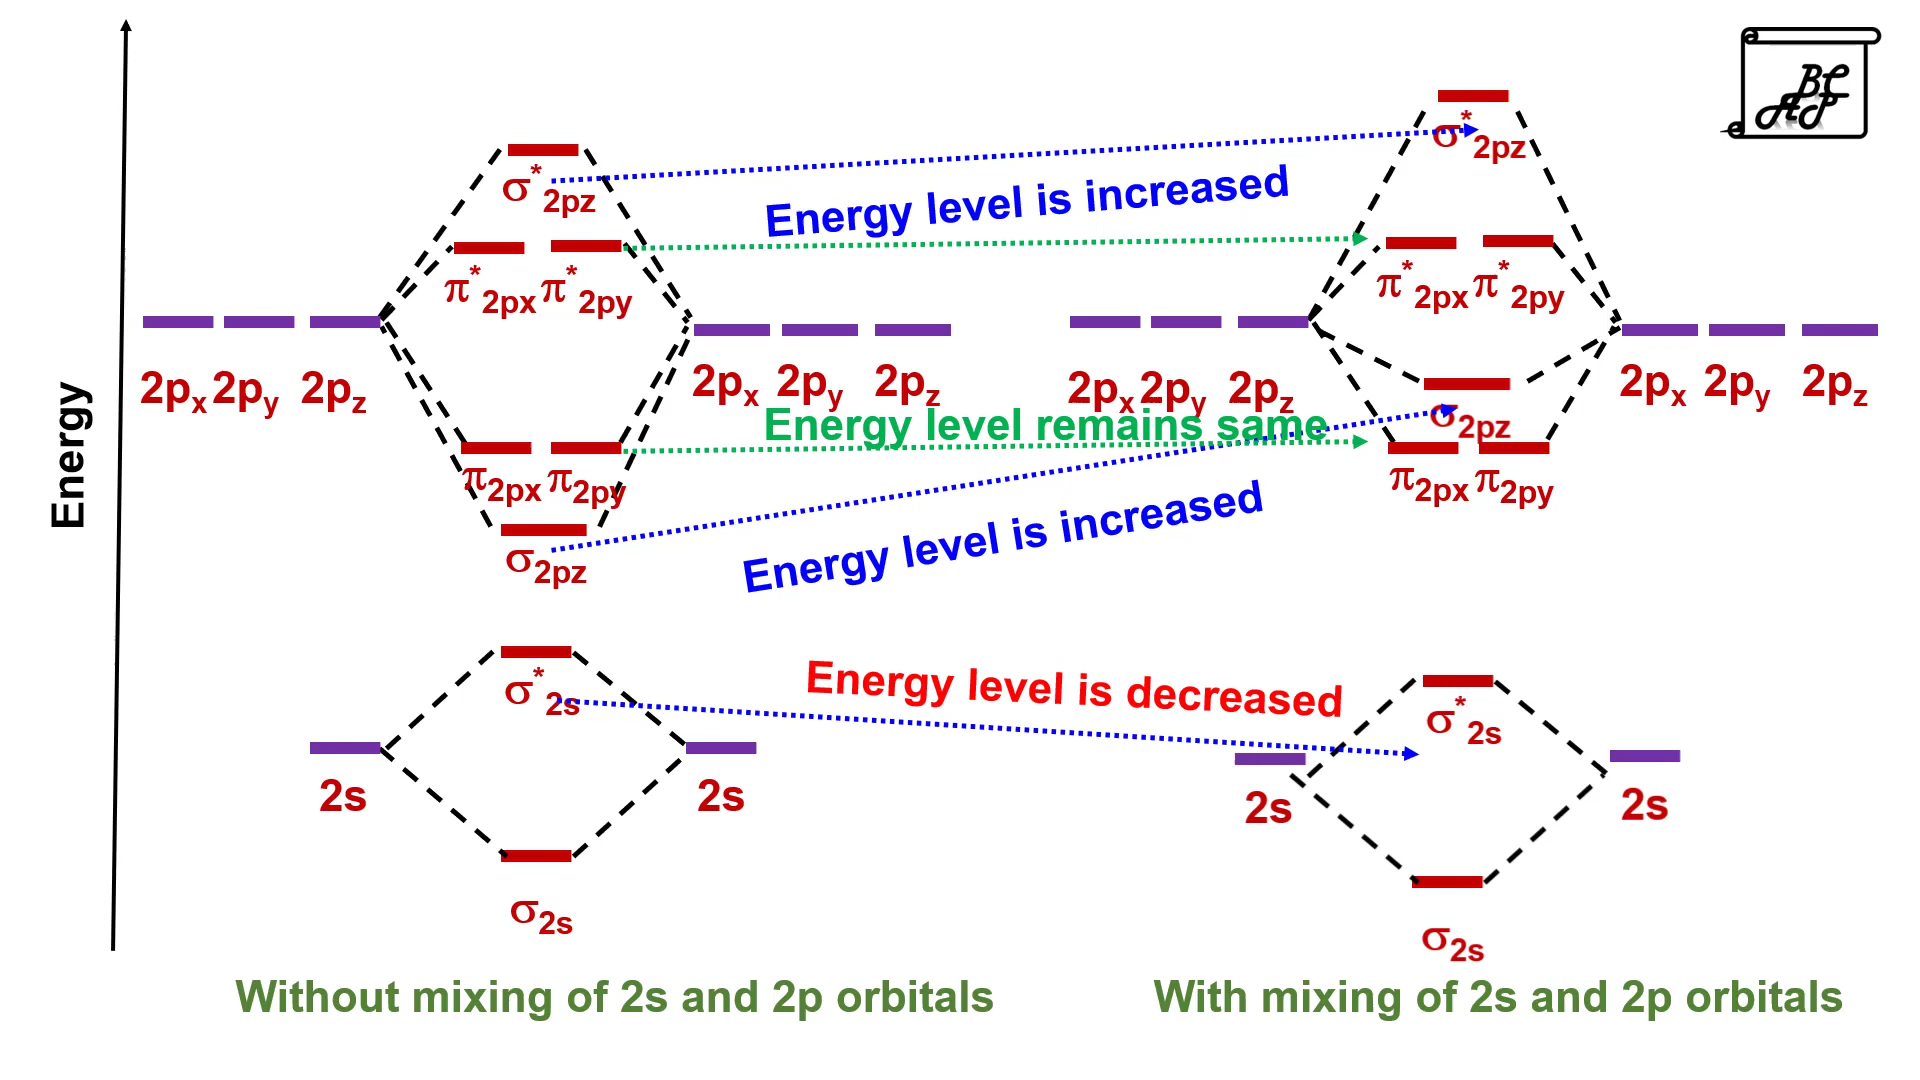 Energy
σ*2pz
π*2px π*2py
2px 2py 2pz
2px 2py 2pz
π2px π2py
σ2pz
σ*2s
2s
2s
σ2s
Without mixing of 2s and 2p orbitals
Energy level is increased
Energy level remains same
Energy level is increased
Energy level is decreased
σ*2pz
π*2px π*2py
2px 2py 2pz
2px 2py 2pz
σ2pz
π2px π2py
σ*2s
2s
2s
σ2s
With mixing of 2s and 2p orbitals